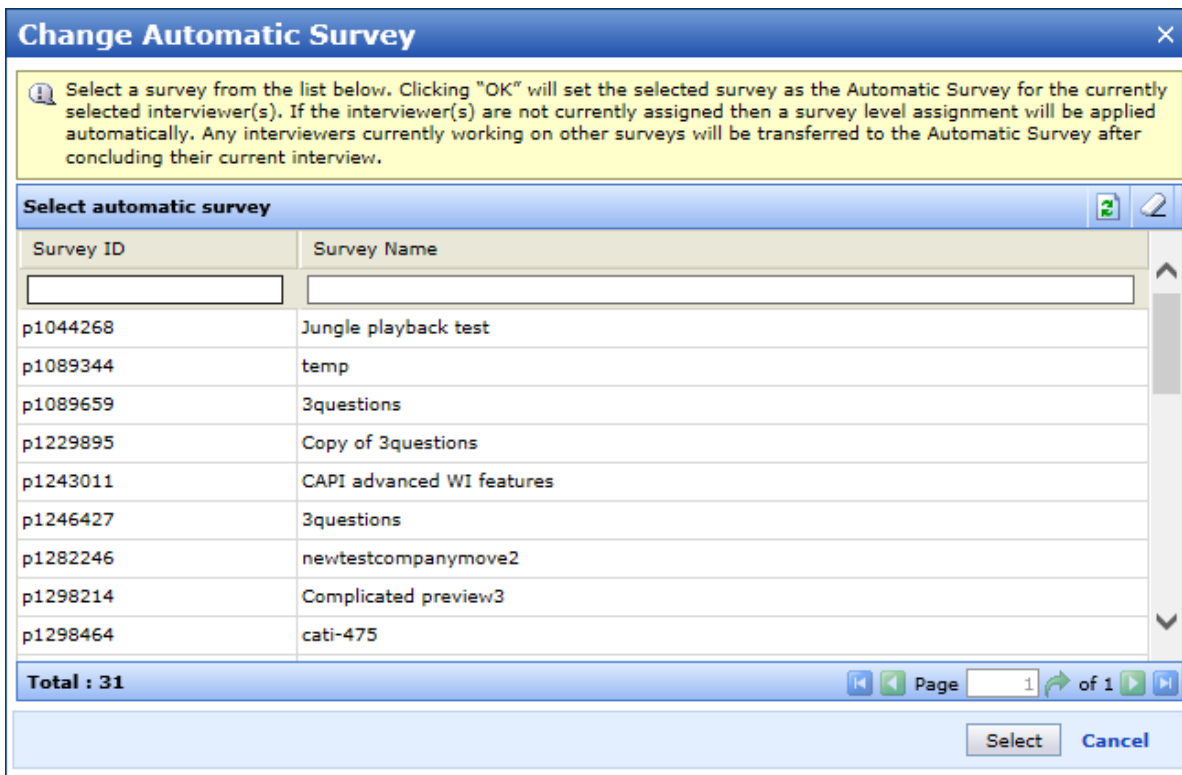 Change Automatic Survey
Select a survey from the list below. Clicking "OK" will set the selected survey as the Automatic Survey for the currently
selected interviewer(s). If the interviewer(s) are not currently assigned then a survey level assignment will be applied
automatically. Any interviewers currently working on other surveys will be transferred to the Automatic Survey after
concluding their current interview.
Select automatic survey
Survey ID Survey Name
p1044268 Jungle playback test
p1089344 temp
p1089659 3questions
p1229895 Copy of 3questions
p1243011 CAPI advanced WI features
p1246427 3questions
p1282246 newtestcompanymove2
p1298214 Complicated preview3
p1298464 cati-475
Total : 31 Page 1 of 1
Select Cancel